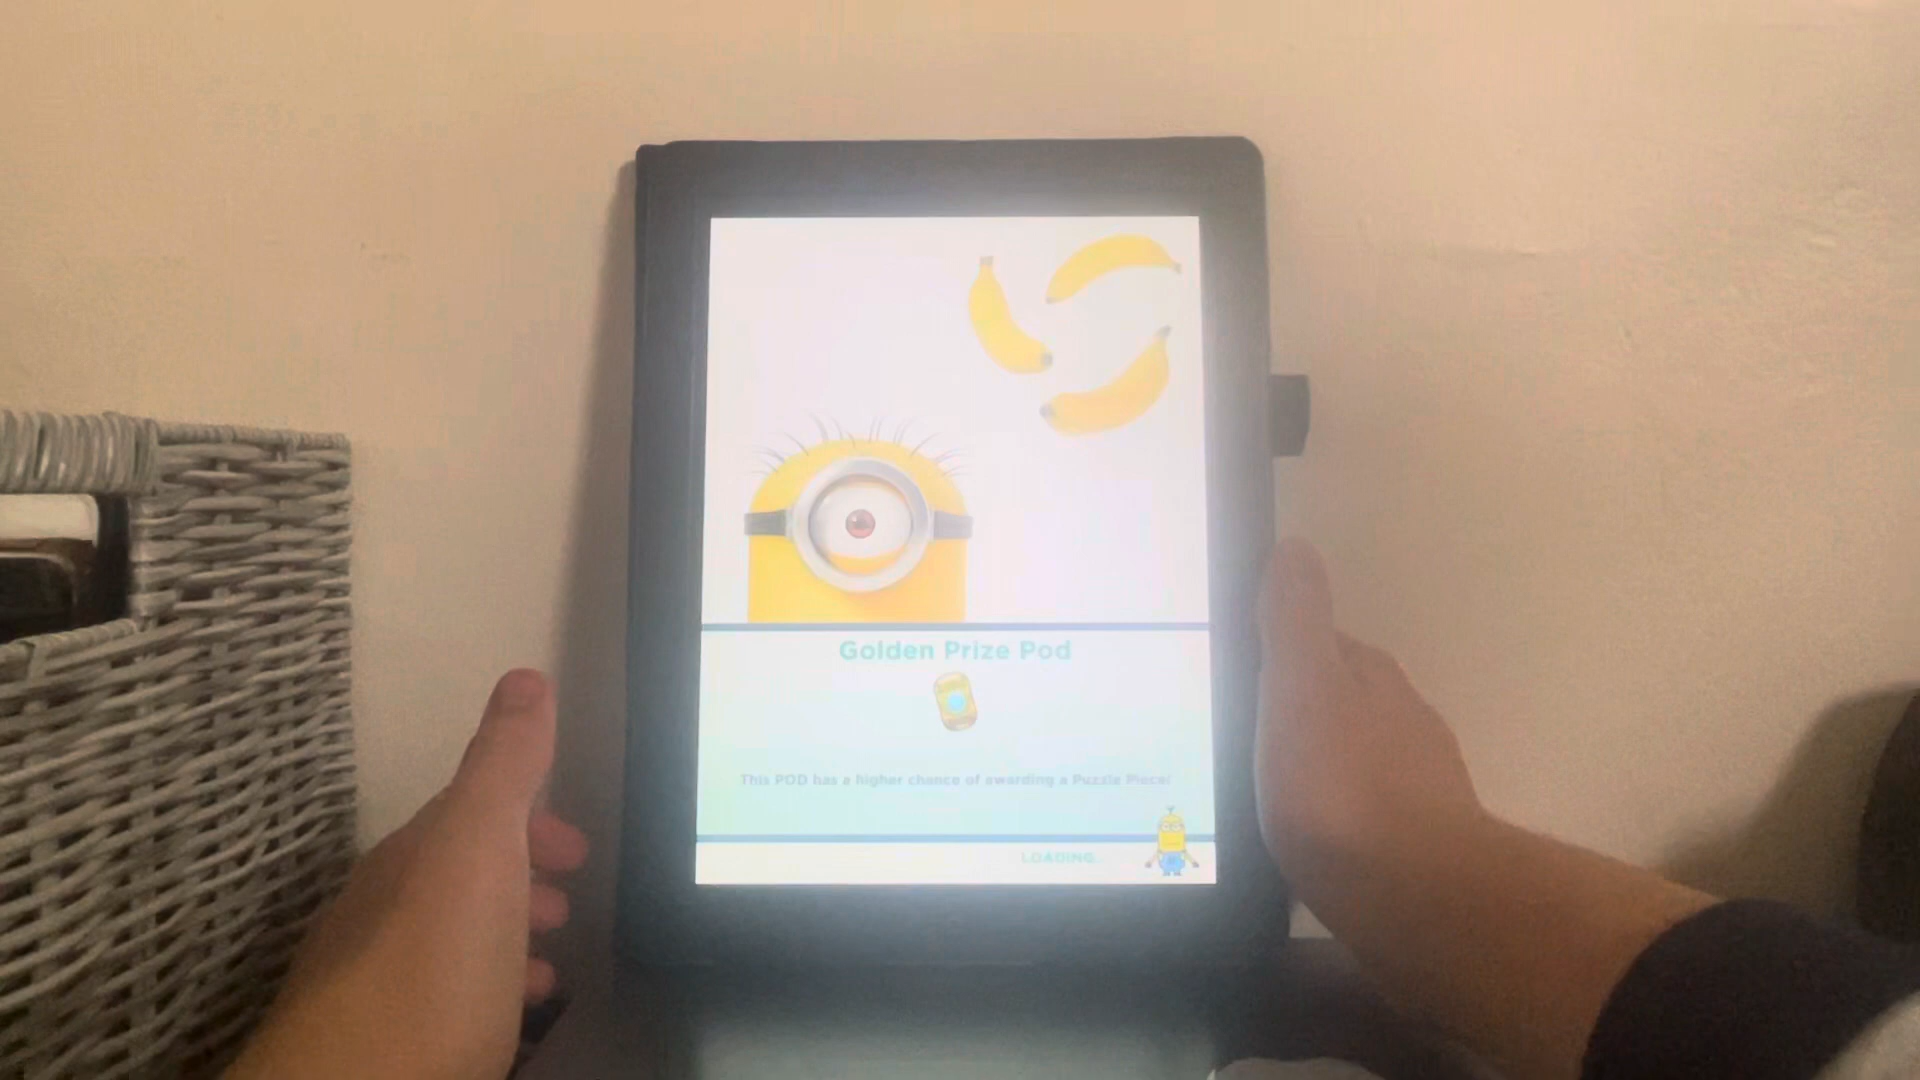 Golden Prize Pod
This POD has a higher chance of awarding a Puzzle Piece!
LOADING...